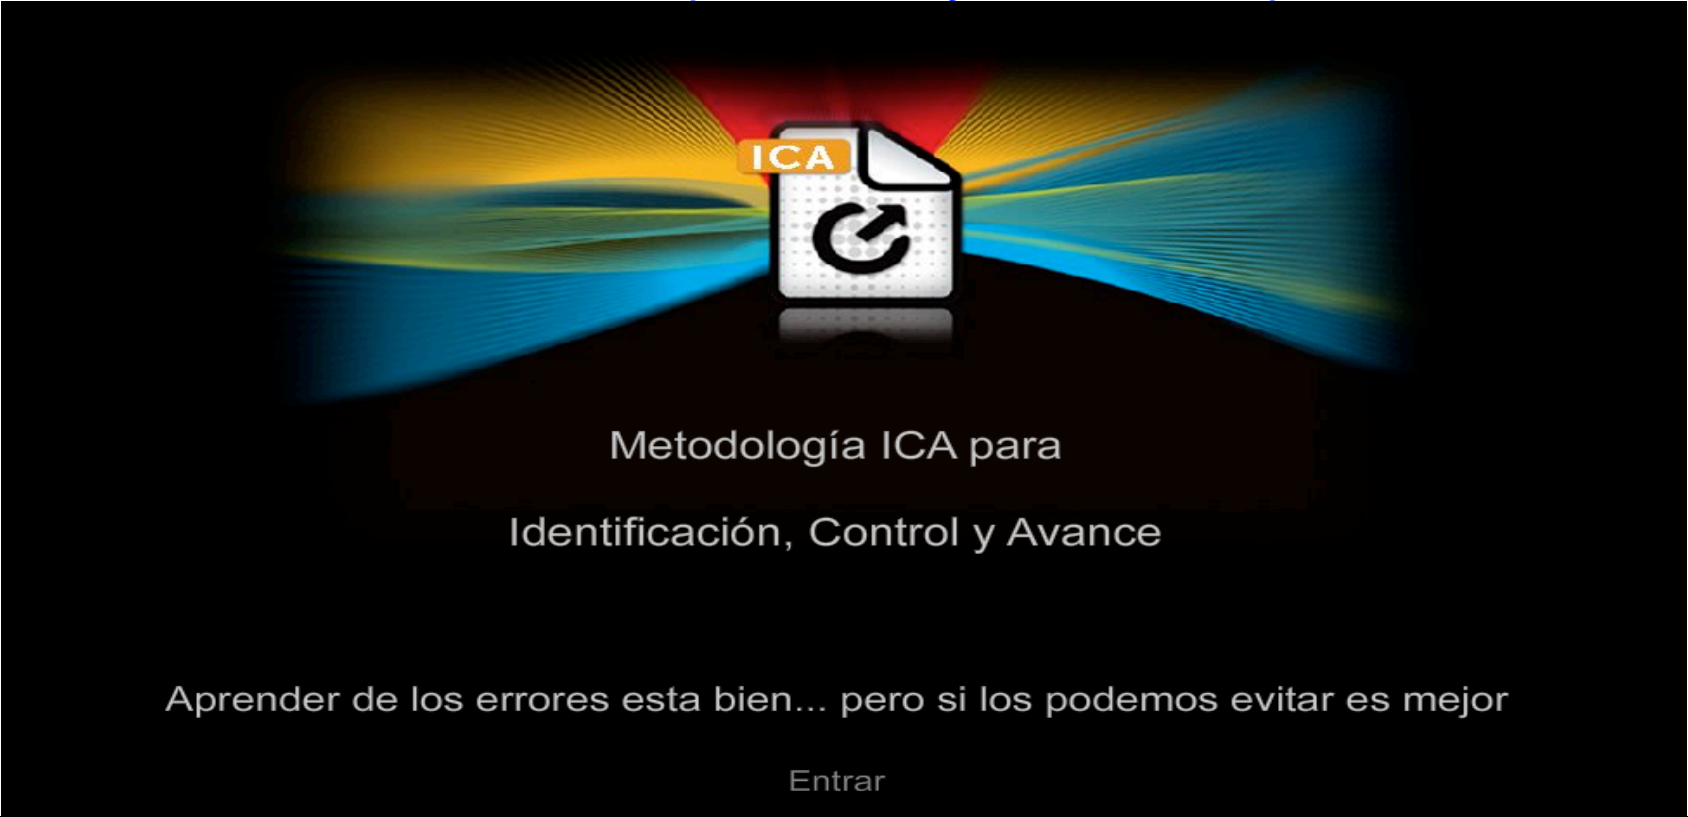 ICA
Metodología ICA para
Identificación, Control y Avance
Aprender de los errores esta bien... pero si los podemos evitar es mejor
Entrar